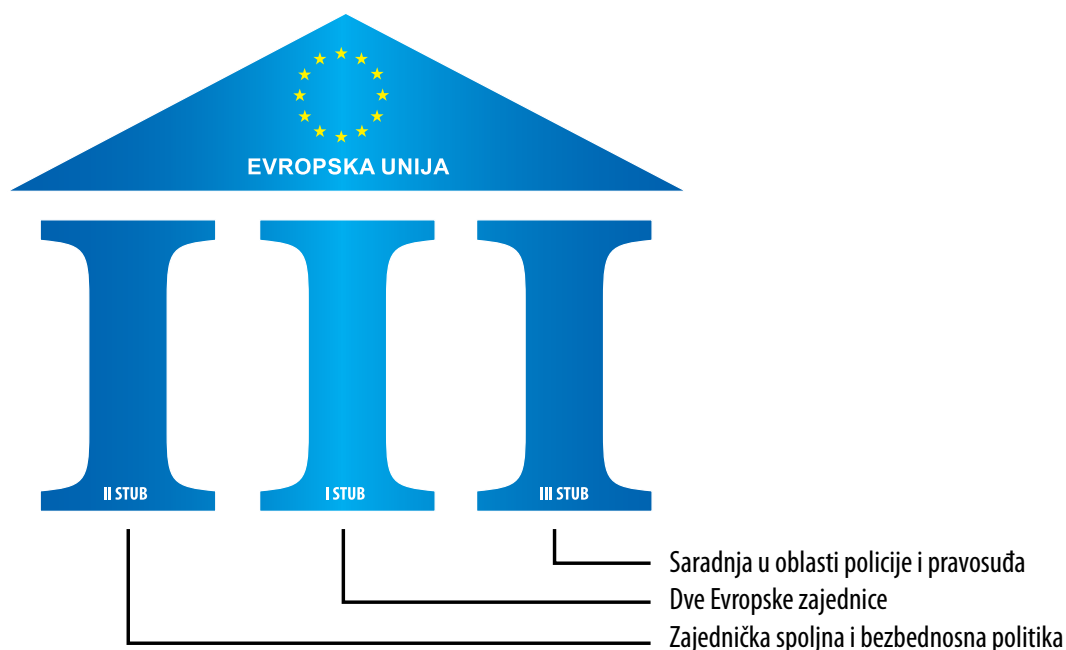 EVROPSKA UNIJA
II STUB
I STUB
III STUB
Saradnja u oblasti policije i pravosuđa
Dve Evropske zajednice
Zajednička spoljna i bezbednosna politika